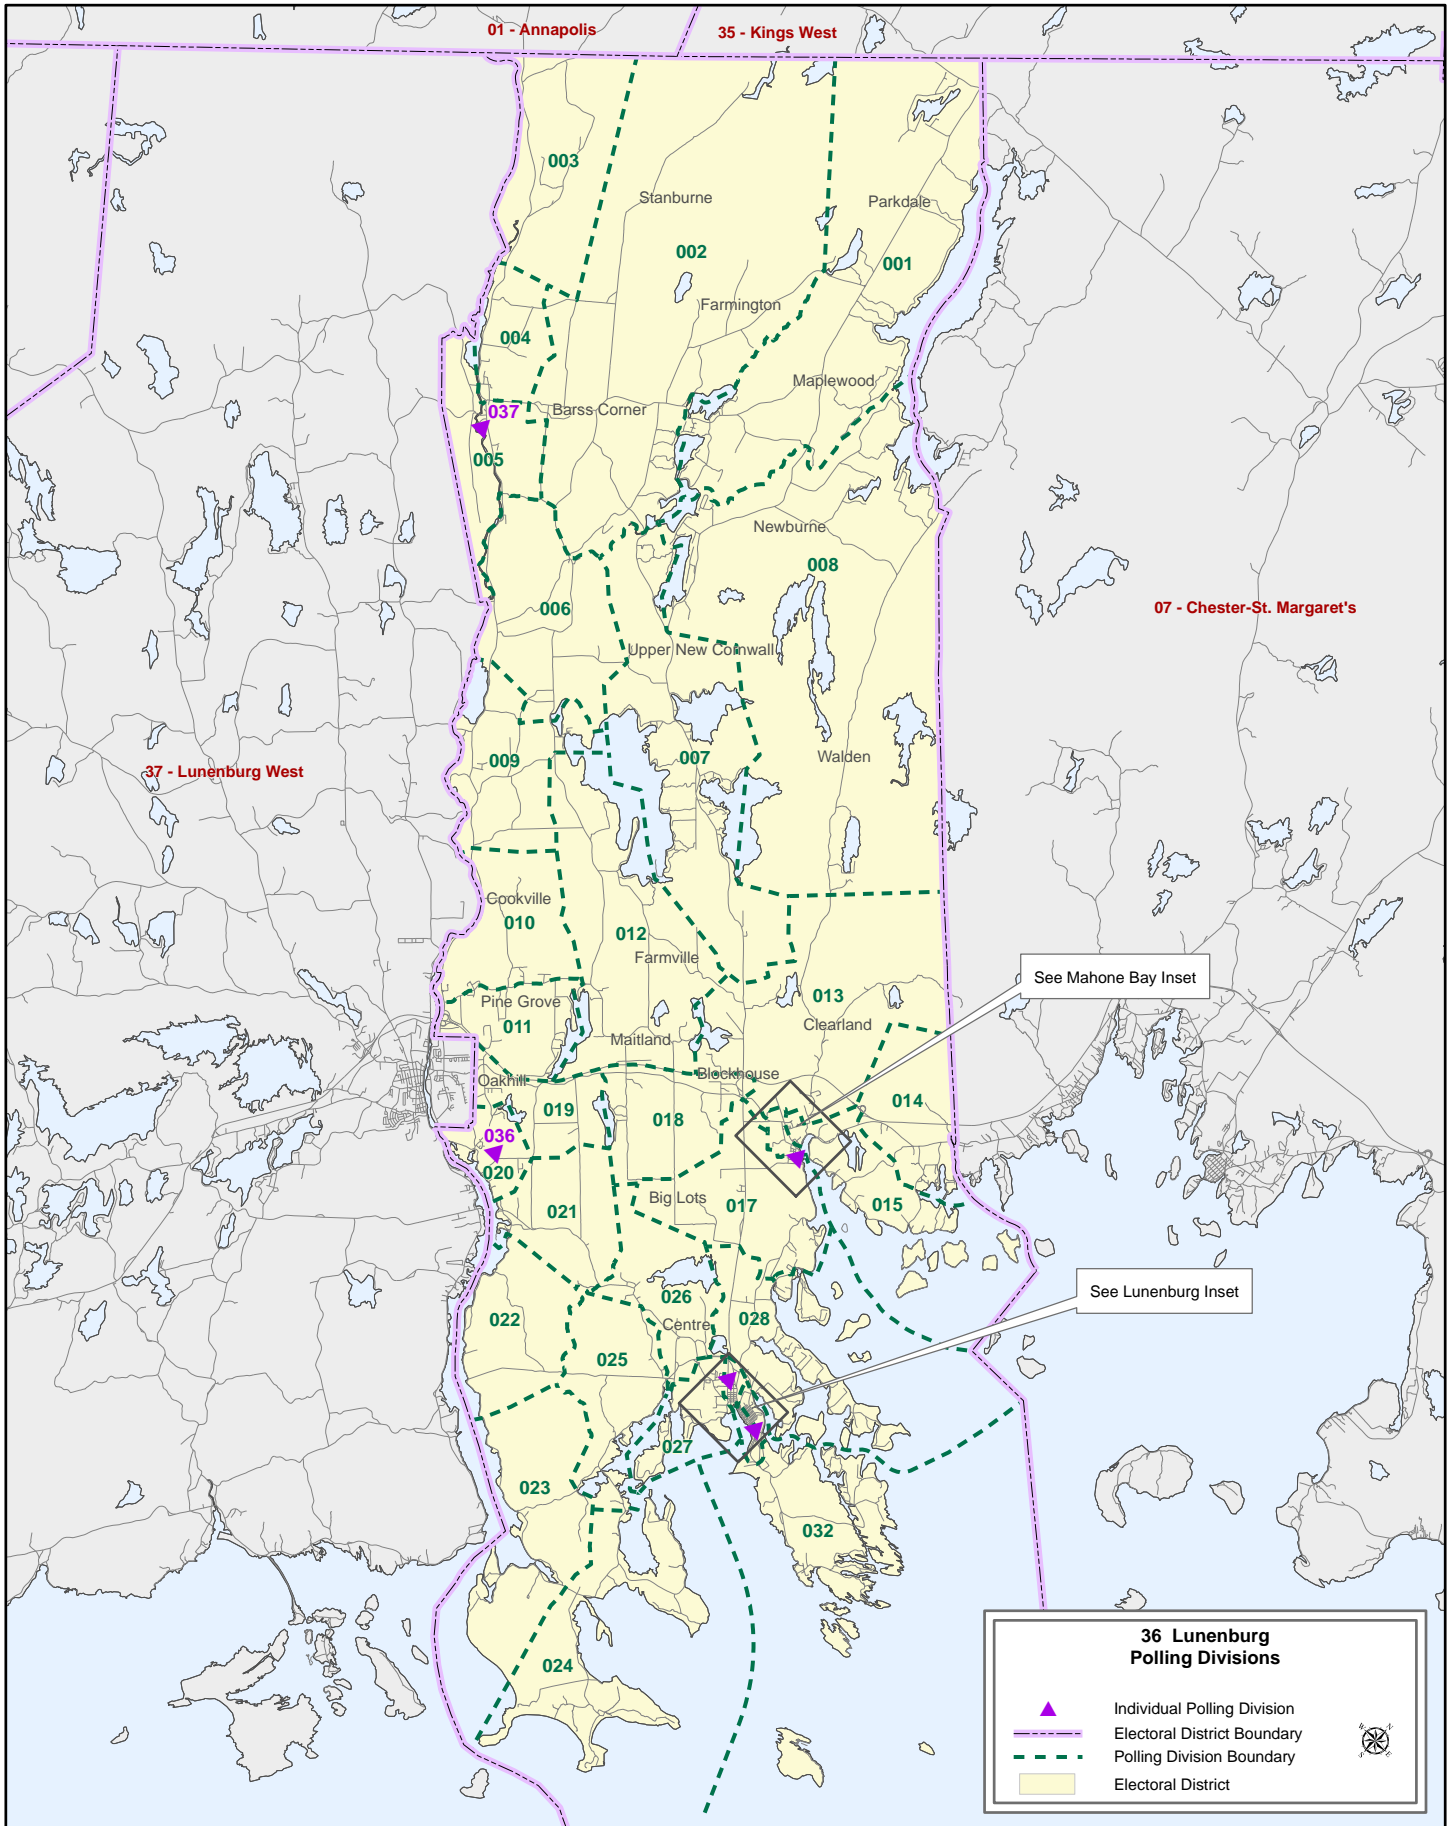 01 - Annapolis
35 - Kings West
003
Stanburne
Parkdale
002
001
Farmington
004
Maplewood
037
Barss Corner
005
Newburne
008
006
07 - Chester-St. Margaret's
Upper New Cornwall
009
007
Walden
37 - Lunenburg West
Cookville
010
012
Farmville
See Mahone Bay Inset
013
Pine Grove
011
Clearland
Maitland
Oakhill
Blockhouse
019
018
014
036
020
Big Lots
017
015
021
See Lunenburg Inset
026
022
Centre
028
025
027
023
032
024
36 Lunenburg
Polling Divisions
Individual Polling Division
Electoral District Boundary
Polling Division Boundary
Electoral District